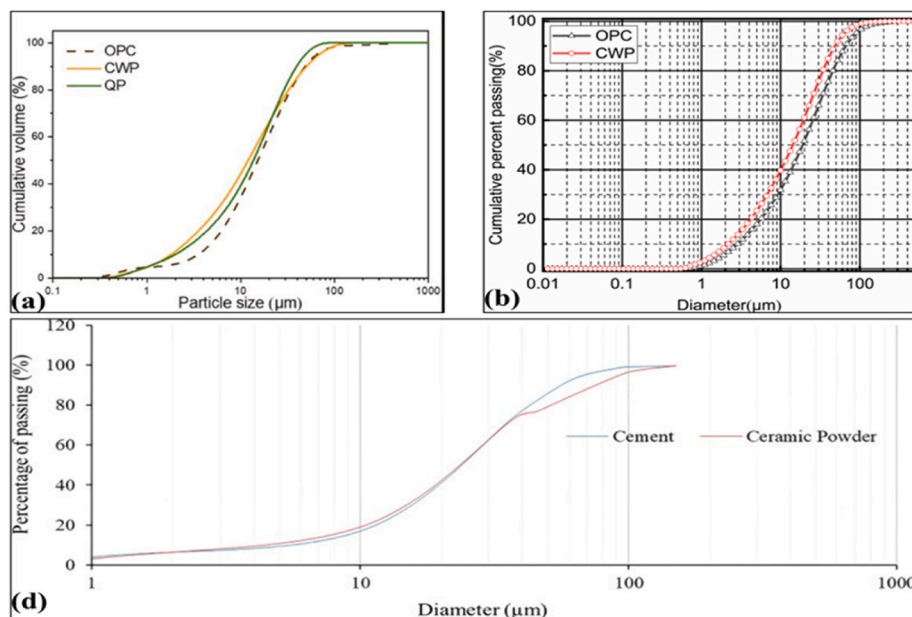 Cumulative volume (%)
100
80
60
40
20
0
OPC
CWP
QP
0.1 1 10 100 1000
Particle size (μm)
(a)
Cumulative percent passing(%)
100
80
60
40
20
0
OPC
CWP
0.01 0.1 1 10 100
Diameter(μm)
(b)
Percentage of passing (%)
120
100
80
60
40
20
0
Cement Ceramic Powder
1 10 100 1000
Diameter (μm)
(d)